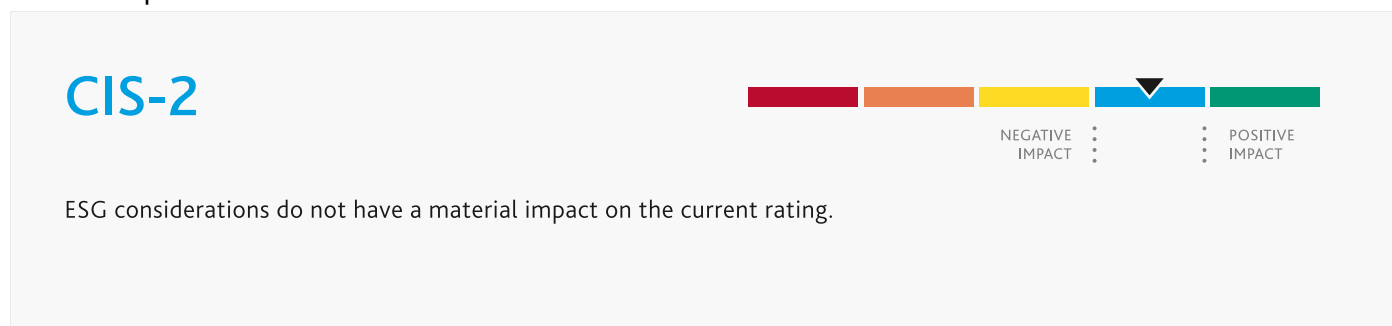 CIS-2
NEGATIVE
IMPACT
POSITIVE
IMPACT
ESG considerations do not have a material impact on the current rating.